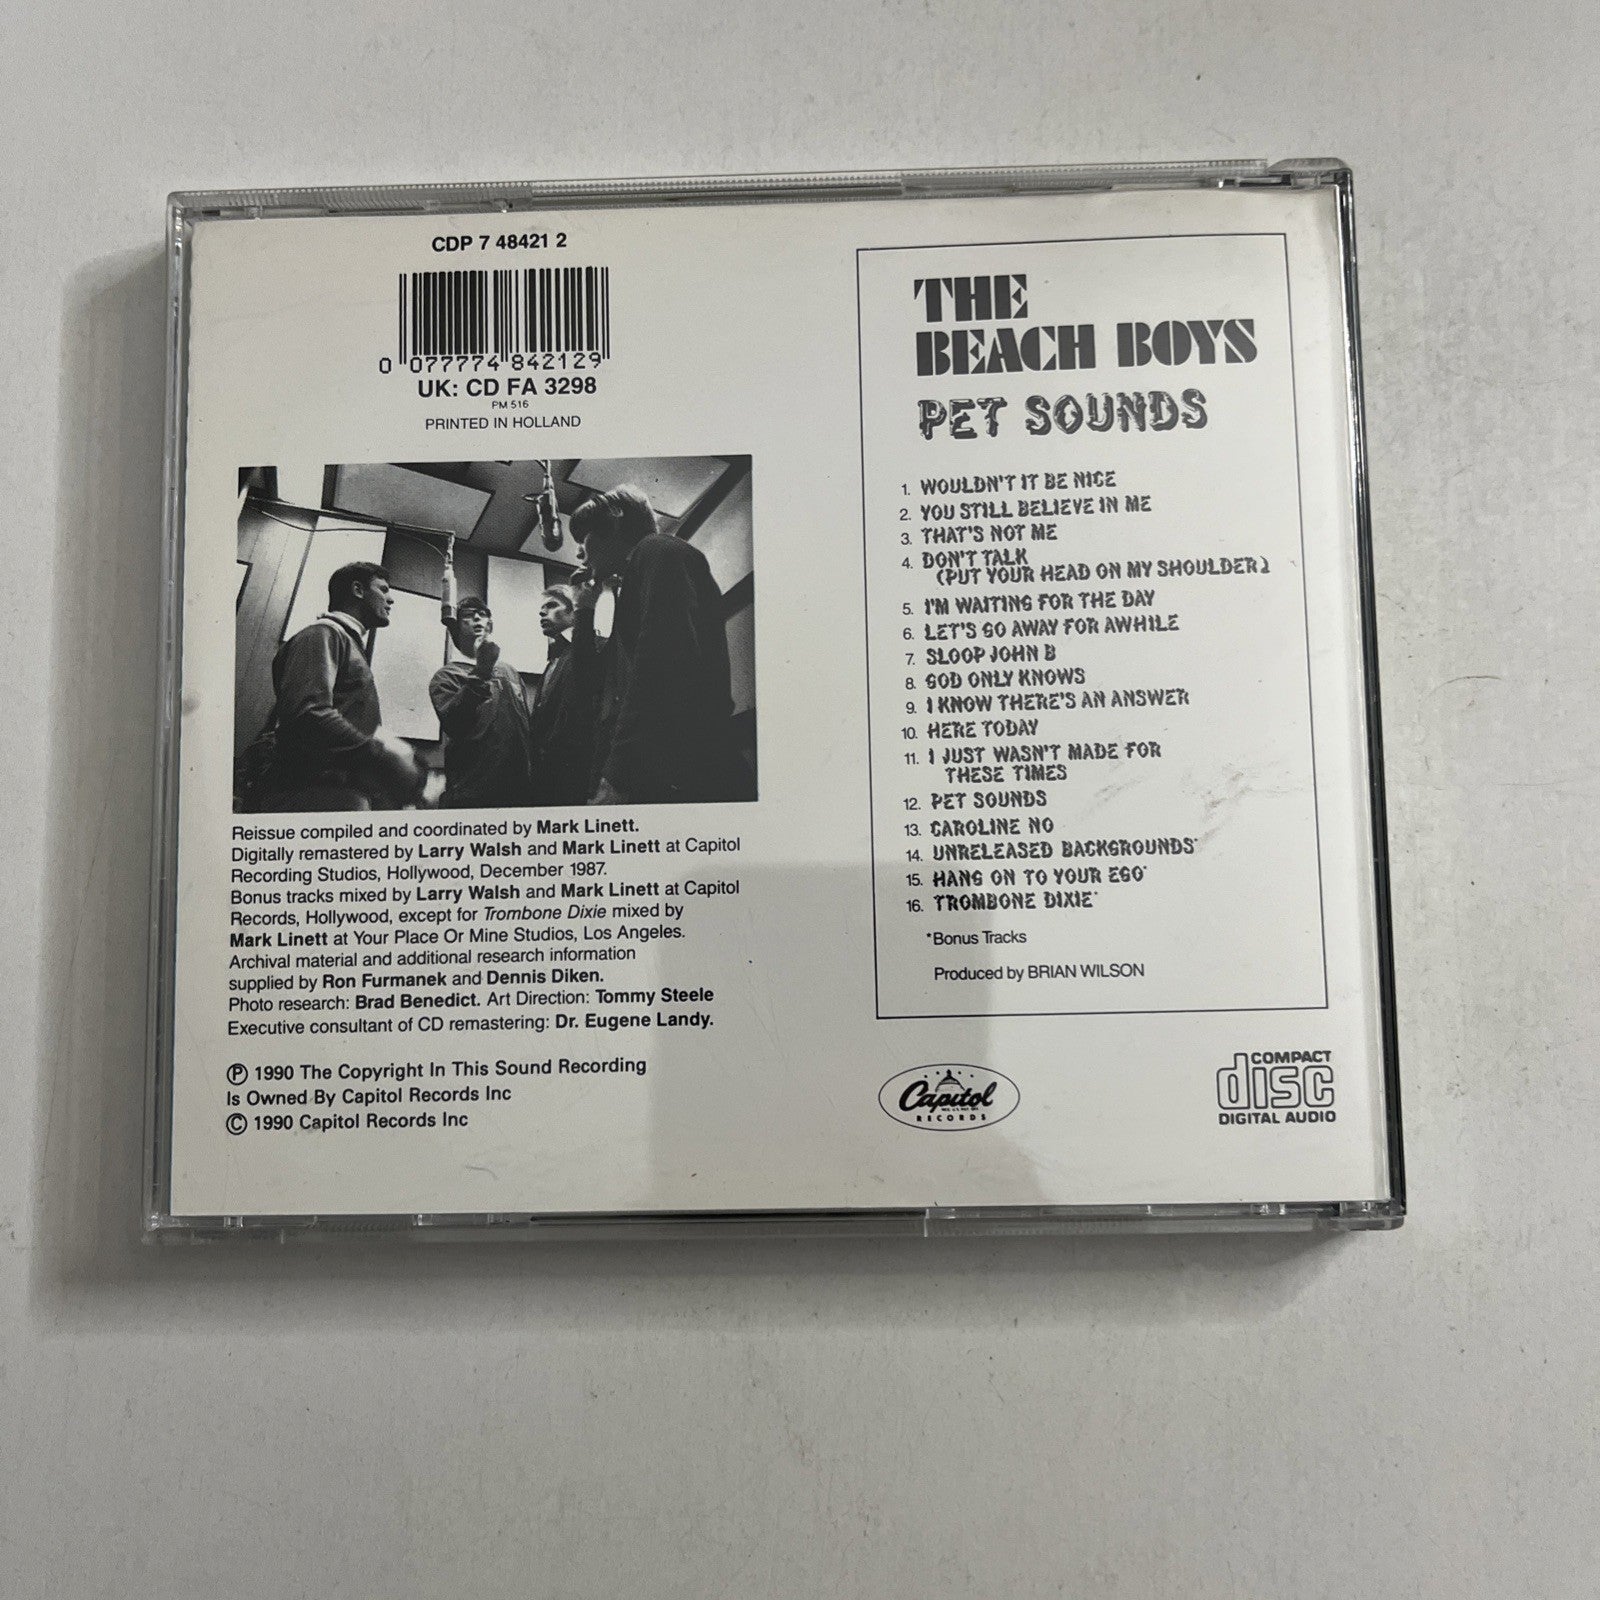 CDP 7 48421 2
0 077774 842129
UK: CD FA 3298
PM 516
PRINTED IN HOLLAND
Reissue compiled and coordinated by Mark Linett.
Digitally remastered by Larry Walsh and Mark Linett at Capitol
Recording Studios, Hollywood, December 1987.
Bonus tracks mixed by Larry Walsh and Mark Linett at Capitol
Records, Hollywood, except for Trombone Dixie mixed by
Mark Linett at Your Place Or Mine Studios, Los Angeles.
Archival material and additional research information
supplied by Ron Furmanek and Dennis Diken.
Photo research: Brad Benedict. Art Direction: Tommy Steele
Executive consultant of CD remastering: Dr. Eugene Landy.
℗ 1990 The Copyright In This Sound Recording
Is Owned By Capitol Records Inc
© 1990 Capitol Records Inc
THE
BEACH BOYS
PET SOUNDS
1. WOULDN'T IT BE NICE
2. YOU STILL BELIEVE IN ME
3. THAT'S NOT ME
4. DON'T TALK
(PUT YOUR HEAD ON MY SHOULDER)
5. I'M WAITING FOR THE DAY
6. LET'S GO AWAY FOR AWHILE
7. SLOOP JOHN B
8. GOD ONLY KNOWS
9. I KNOW THERE'S AN ANSWER
10. HERE TODAY
11. I JUST WASN'T MADE FOR
THESE TIMES
12. PET SOUNDS
13. CAROLINE NO
14. UNRELEASED BACKGROUNDS*
15. HANG ON TO YOUR EGO*
16. TROMBONE DIXIE*
*Bonus Tracks
Produced by BRIAN WILSON
Capitol
RECORDS
COMPACT
disc
DIGITAL AUDIO